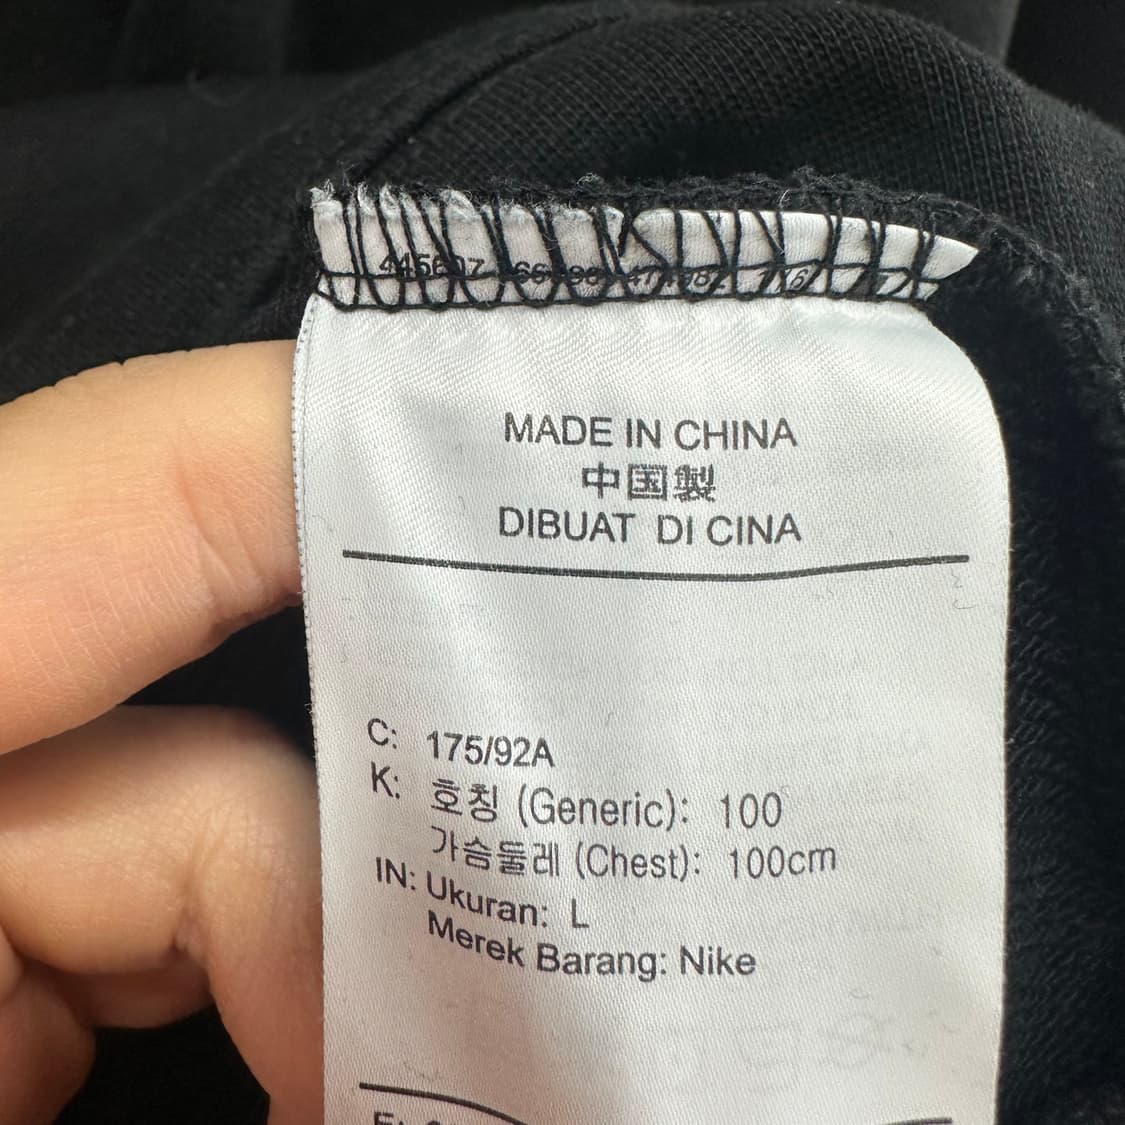 MADE IN CHINA
中国製
DIBUAT DI CINA
C: 175/92A
K: 호칭 (Generic): 100
가슴둘레 (Chest): 100cm
IN: Ukuran: L
Merek Barang: Nike